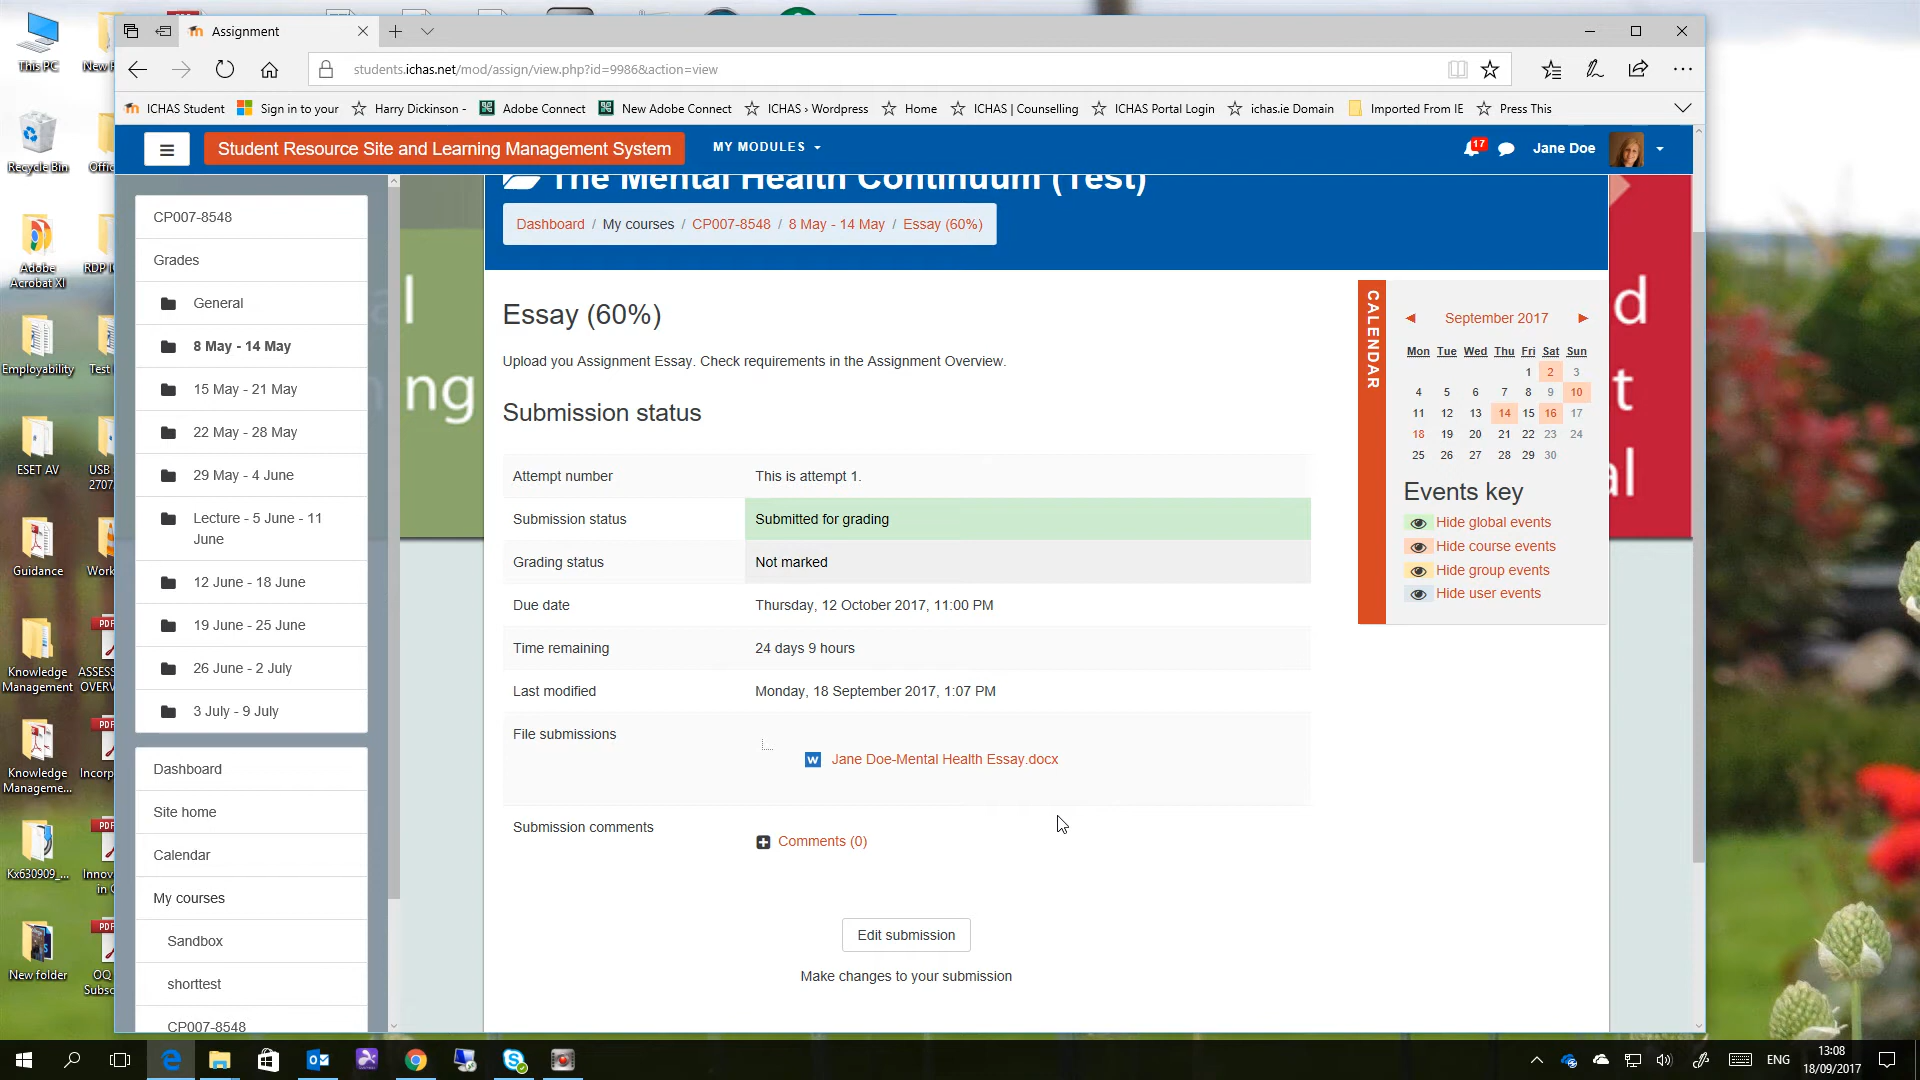 Assignment
students.ichas.net/mod/assign/view.php?id=9986&action=view
ICHAS Student
Sign in to your
Harry Dickinson -
Adobe Connect
New Adobe Connect
ICHAS › Wordpress
Home
ICHAS | Counselling
ICHAS Portal Login
ichas.ie Domain
Imported From IE
Press This
Student Resource Site and Learning Management System
MY MODULES
17
Jane Doe
The Mental Health Continuum (Test)
Dashboard / My courses / CP007-8548 / 8 May - 14 May / Essay (60%)
CP007-8548
Grades
General
8 May - 14 May
15 May - 21 May
22 May - 28 May
29 May - 4 June
Lecture - 5 June - 11
June
12 June - 18 June
19 June - 25 June
26 June - 2 July
3 July - 9 July
Dashboard
Site home
Calendar
My courses
Sandbox
shorttest
CP007-8548
Essay (60%)
Upload you Assignment Essay. Check requirements in the Assignment Overview.
Submission status
Attempt number This is attempt 1.
Submission status Submitted for grading
Grading status Not marked
Due date Thursday, 12 October 2017, 11:00 PM
Time remaining 24 days 9 hours
Last modified Monday, 18 September 2017, 1:07 PM
File submissions
Jane Doe-Mental Health Essay.docx
Submission comments
Comments (0)
Edit submission
Make changes to your submission
CALENDAR
September 2017
Mon Tue Wed Thu Fri Sat Sun
1 2 3
4 5 6 7 8 9 10
11 12 13 14 15 16 17
18 19 20 21 22 23 24
25 26 27 28 29 30
Events key
Hide global events
Hide course events
Hide group events
Hide user events
This PC
Recycle Bin
Adobe
Acrobat XI
Employability
ESET AV
Guidance
Knowledge
Management
Knowledge
Manageme...
Kx630909_...
New folder
ENG
13:08
18/09/2017